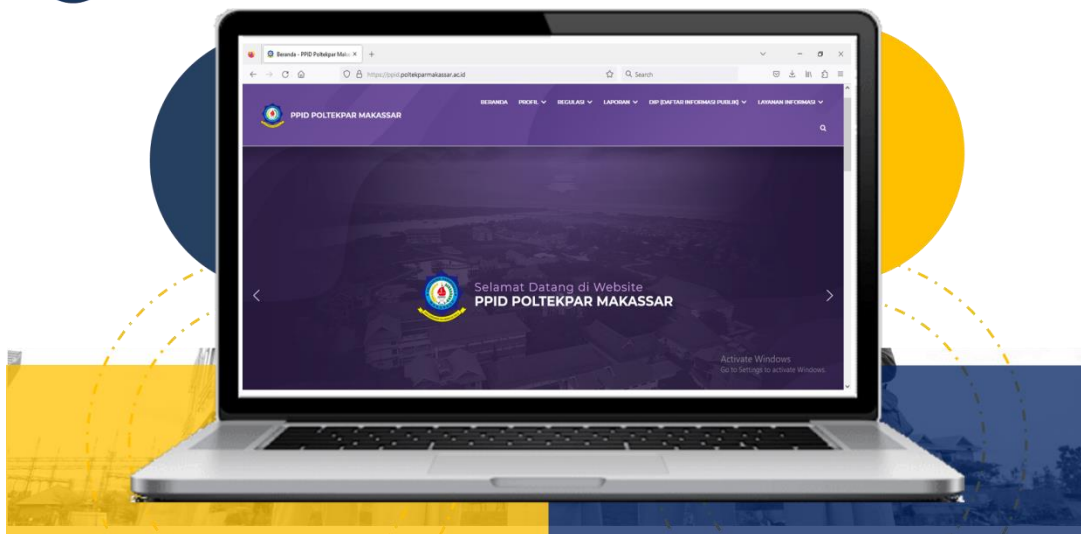 Beranda - PPID Poltekpar Maka
https://ppid.poltekparmakassar.ac.id
Search
PPID POLTEKPAR MAKASSAR
BERANDA PROFIL REGULASI LAPORAN DIP [DAFTAR INFORMASI PUBLIK] LAYANAN INFORMASI
Selamat Datang di Website
PPID POLTEKPAR MAKASSAR
Activate Windows
Go to Settings to activate Windows.